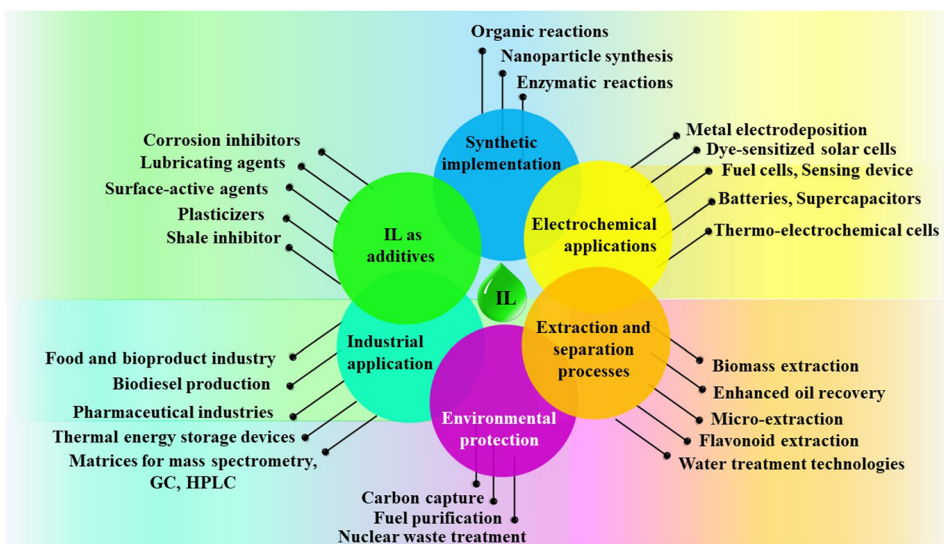 Organic reactions
Nanoparticle synthesis
Enzymatic reactions
Synthetic
implementation
Metal electrodeposition
Dye-sensitized solar cells
Fuel cells, Sensing device
Batteries, Supercapacitors
Thermo-electrochemical cells
Electrochemical
applications
Corrosion inhibitors
Lubricating agents
Surface-active agents
Plasticizers
Shale inhibitor
IL as
additives
IL
Industrial
application
Food and bioproduct industry
Biodiesel production
Pharmaceutical industries
Thermal energy storage devices
Matrices for mass spectrometry,
GC, HPLC
Extraction and
separation
processes
Biomass extraction
Enhanced oil recovery
Micro-extraction
Flavonoid extraction
Water treatment technologies
Environmental
protection
Carbon capture
Fuel purification
Nuclear waste treatment